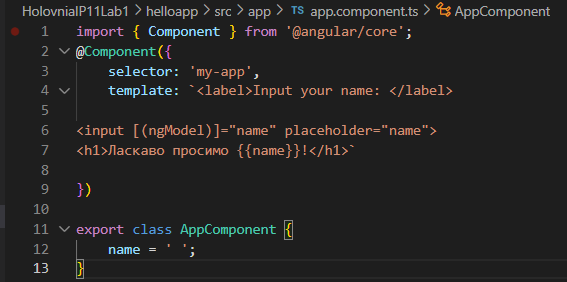 HolovnialP11Lab1 > helloapp > src > app > TS app.component.ts > AppComponent
1 import { Component } from '@angular/core';
2 @Component({
3 selector: 'my-app',
4 template: `<label>Input your name: </label>
5
6 <input [(ngModel)]="name" placeholder="name">
7 <h1>Ласкаво просимо {{name}}!</h1>`
8
9 })
10
11 export class AppComponent {
12 name = ' ';
13 }